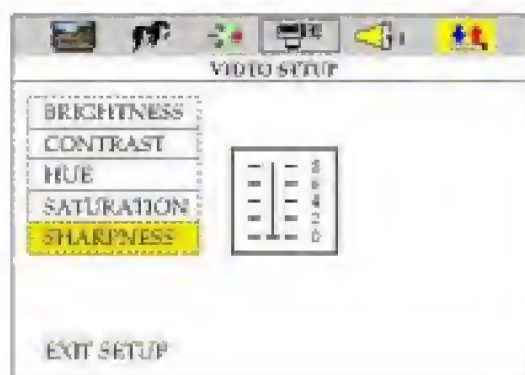 VIDEO SETUP
BRIGHTNESS
CONTRAST
HUE
SATURATION
SHARPNESS
EXIT SETUP